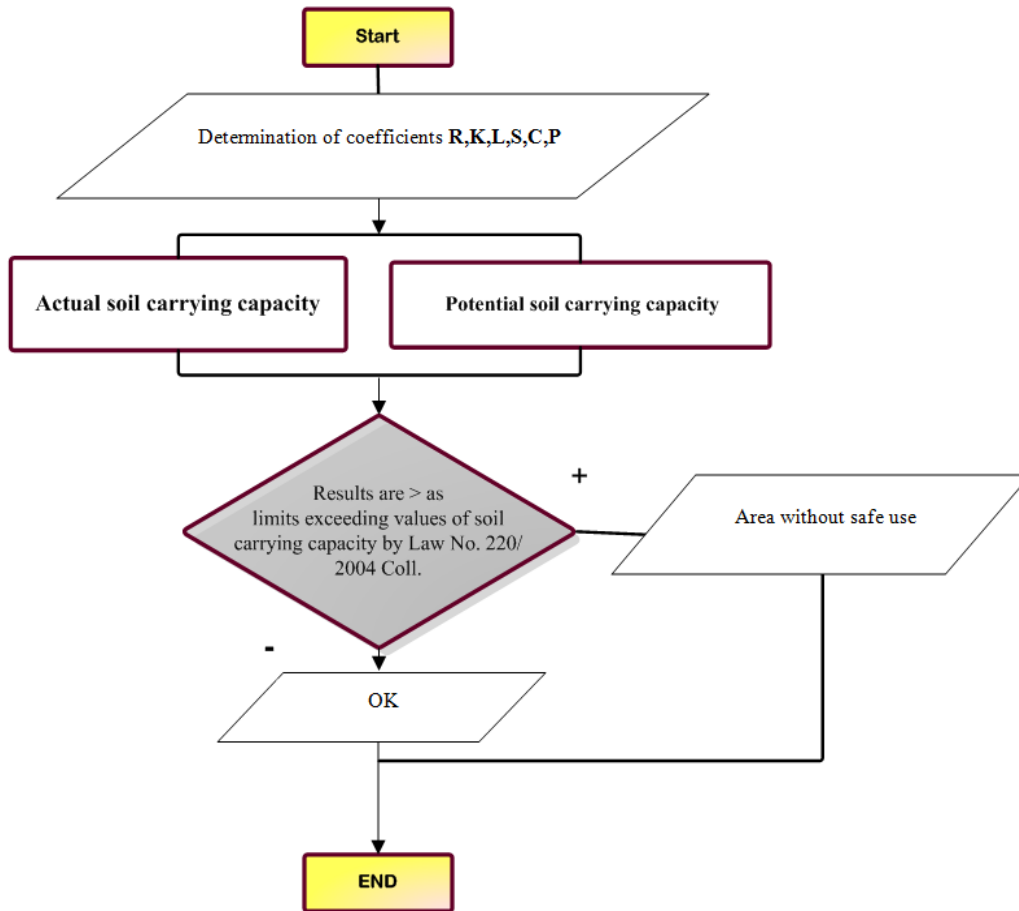 Start
Determination of coefficients R,K,L,S,C,P
Actual soil carrying capacity
Potential soil carrying capacity
Results are > as
limits exceeding values of soil
carrying capacity by Law No. 220/
2004 Coll.
+
Area without safe use
-
OK
END